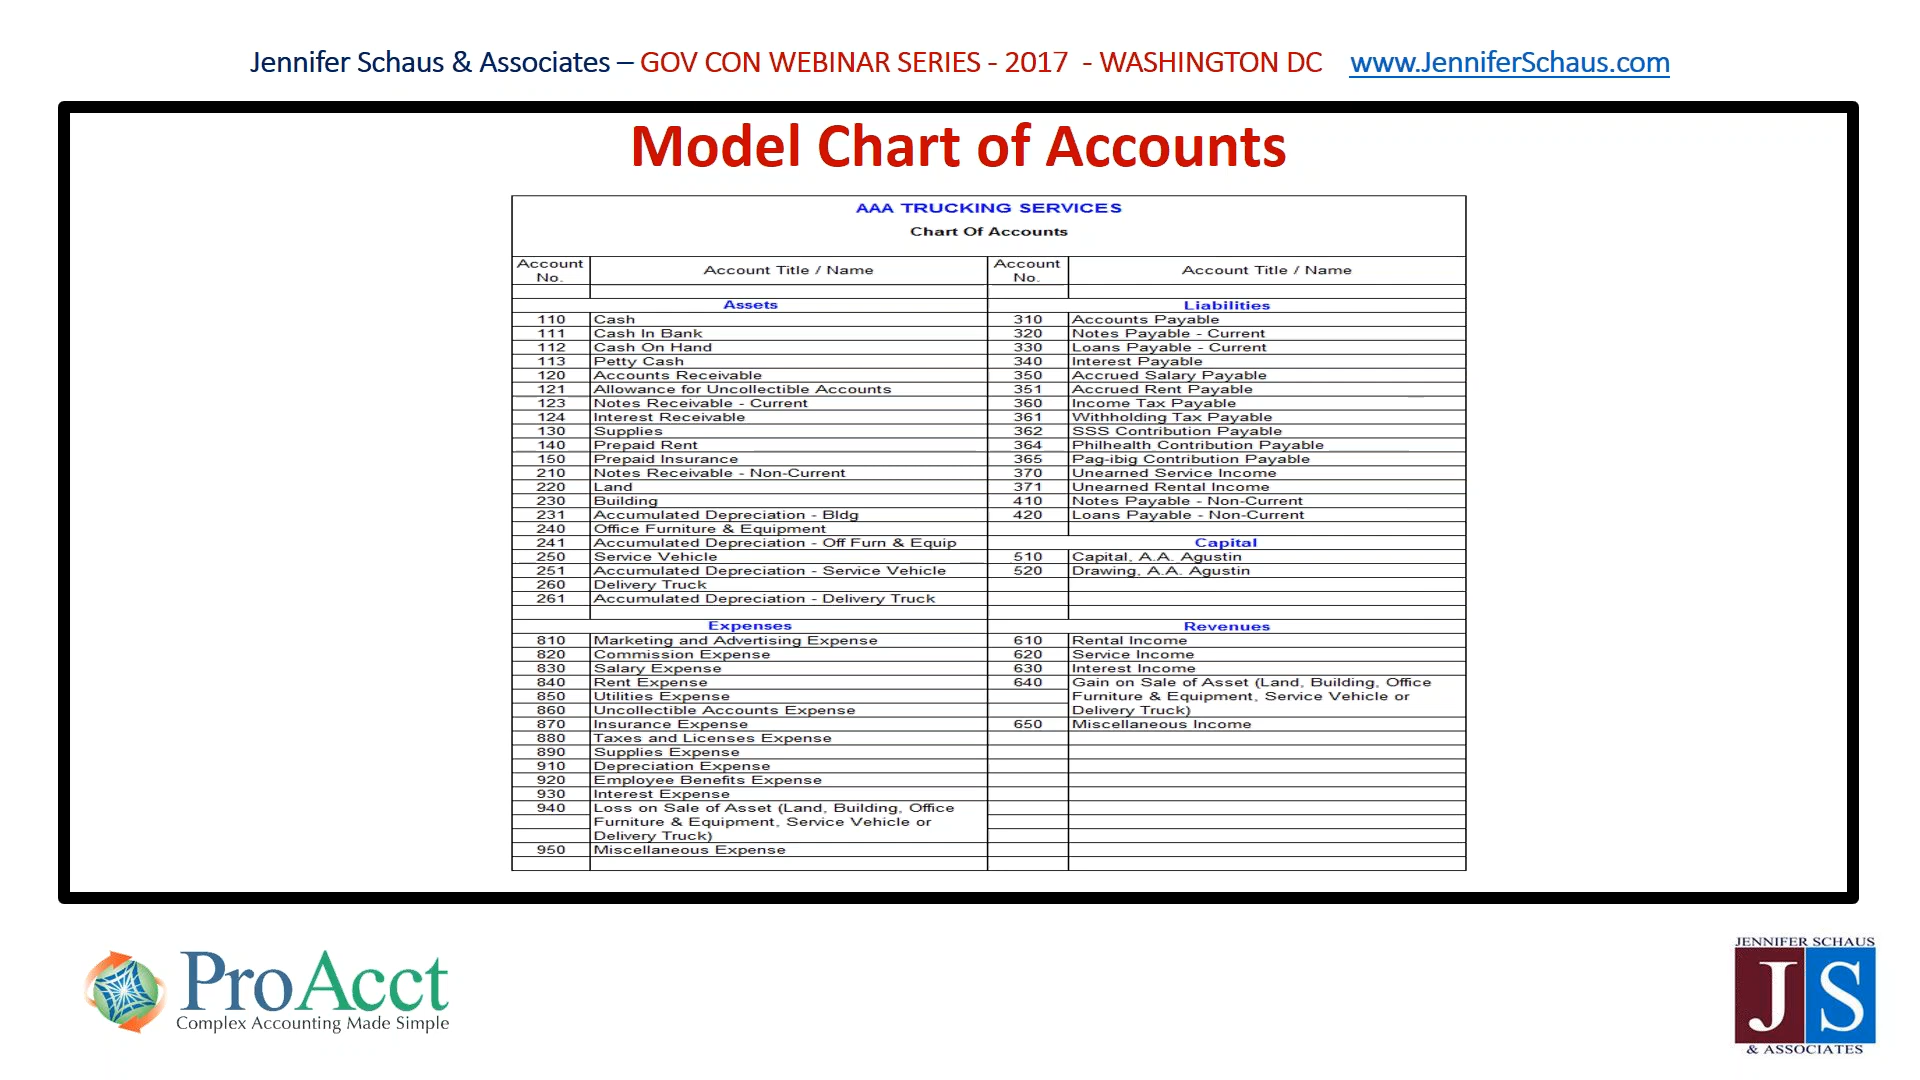 Jennifer Schaus & Associates – GOV CON WEBINAR SERIES - 2017 - WASHINGTON DC www.JenniferSchaus.com
Model Chart of Accounts
AAA TRUCKING SERVICES
Chart Of Accounts
Account No. Account Title / Name Account No. Account Title / Name
Assets Liabilities
110 Cash 310 Accounts Payable
111 Cash In Bank 320 Notes Payable - Current
112 Cash On Hand 330 Loans Payable - Current
113 Petty Cash 340 Interest Payable
120 Accounts Receivable 350 Accrued Salary Payable
121 Allowance for Uncollectible Accounts 351 Accrued Rent Payable
123 Notes Receivable - Current 360 Income Tax Payable
124 Interest Receivable 361 Withholding Tax Payable
130 Supplies 362 SSS Contribution Payable
140 Prepaid Rent 364 Philhealth Contribution Payable
150 Prepaid Insurance 365 Pag-ibig Contribution Payable
210 Notes Receivable - Non-Current 370 Unearned Service Income
220 Land 371 Unearned Rental Income
230 Building 410 Notes Payable - Non-Current
231 Accumulated Depreciation - Bldg 420 Loans Payable - Non-Current
240 Office Furniture & Equipment
241 Accumulated Depreciation - Off Furn & Equip Capital
250 Service Vehicle 510 Capital, A.A. Agustin
251 Accumulated Depreciation - Service Vehicle 520 Drawing, A.A. Agustin
260 Delivery Truck
261 Accumulated Depreciation - Delivery Truck
Expenses Revenues
810 Marketing and Advertising Expense 610 Rental Income
820 Commission Expense 620 Service Income
830 Salary Expense 630 Interest Income
840 Rent Expense 640 Gain on Sale of Asset (Land, Building, Office
850 Utilities Expense Furniture & Equipment, Service Vehicle or
860 Uncollectible Accounts Expense Delivery Truck)
870 Insurance Expense 650 Miscellaneous Income
880 Taxes and Licenses Expense
890 Supplies Expense
910 Depreciation Expense
920 Employee Benefits Expense
930 Interest Expense
940 Loss on Sale of Asset (Land, Building, Office
Furniture & Equipment, Service Vehicle or
Delivery Truck)
950 Miscellaneous Expense
ProAcct
Complex Accounting Made Simple
JENNIFER SCHAUS
JS
& ASSOCIATES